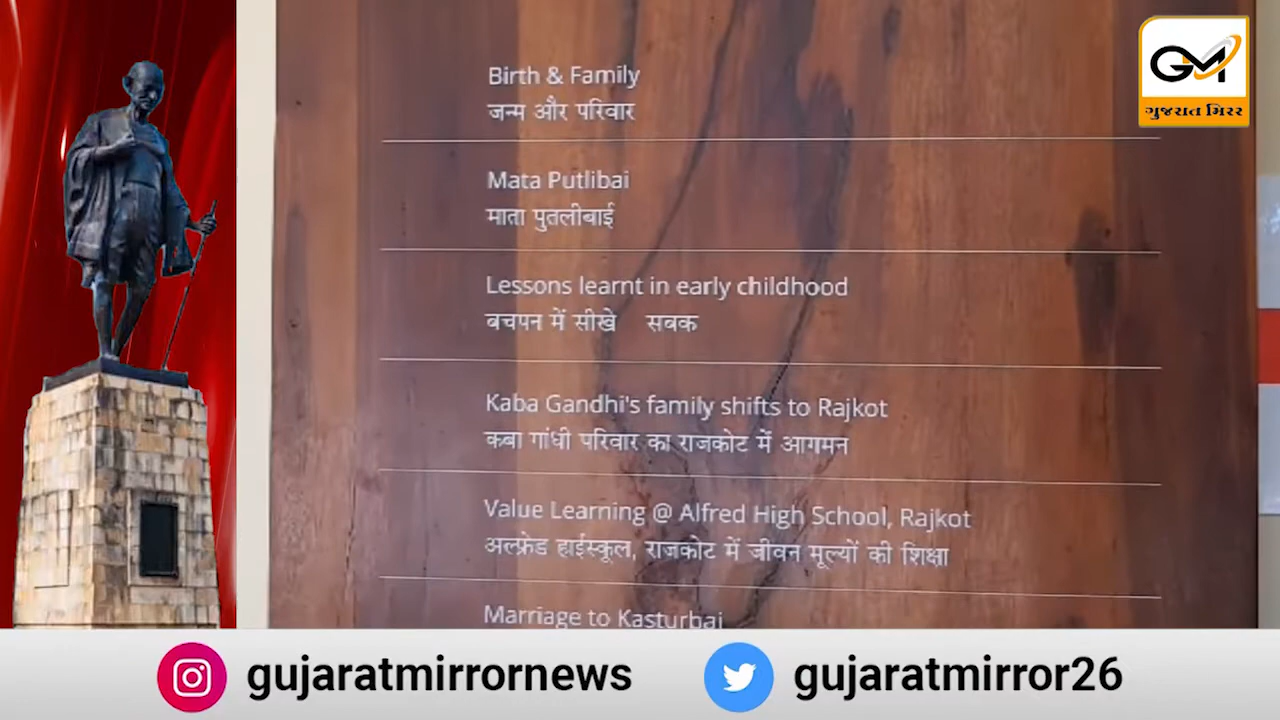 GM
ગુજરાત મિરર
Birth & Family
जन्म और परिवार
Mata Putlibai
माता पुतलीबाई
Lessons learnt in early childhood
बचपन में सीखे सबक
Kaba Gandhi's family shifts to Rajkot
कबा गांधी परिवार का राजकोट में आगमन
Value Learning @ Alfred High School, Rajkot
अल्फ्रेड हाईस्कूल, राजकोट में जीवन मूल्यों की शिक्षा
Marriage to Kasturbai
gujaratmirrornews
gujaratmirror26